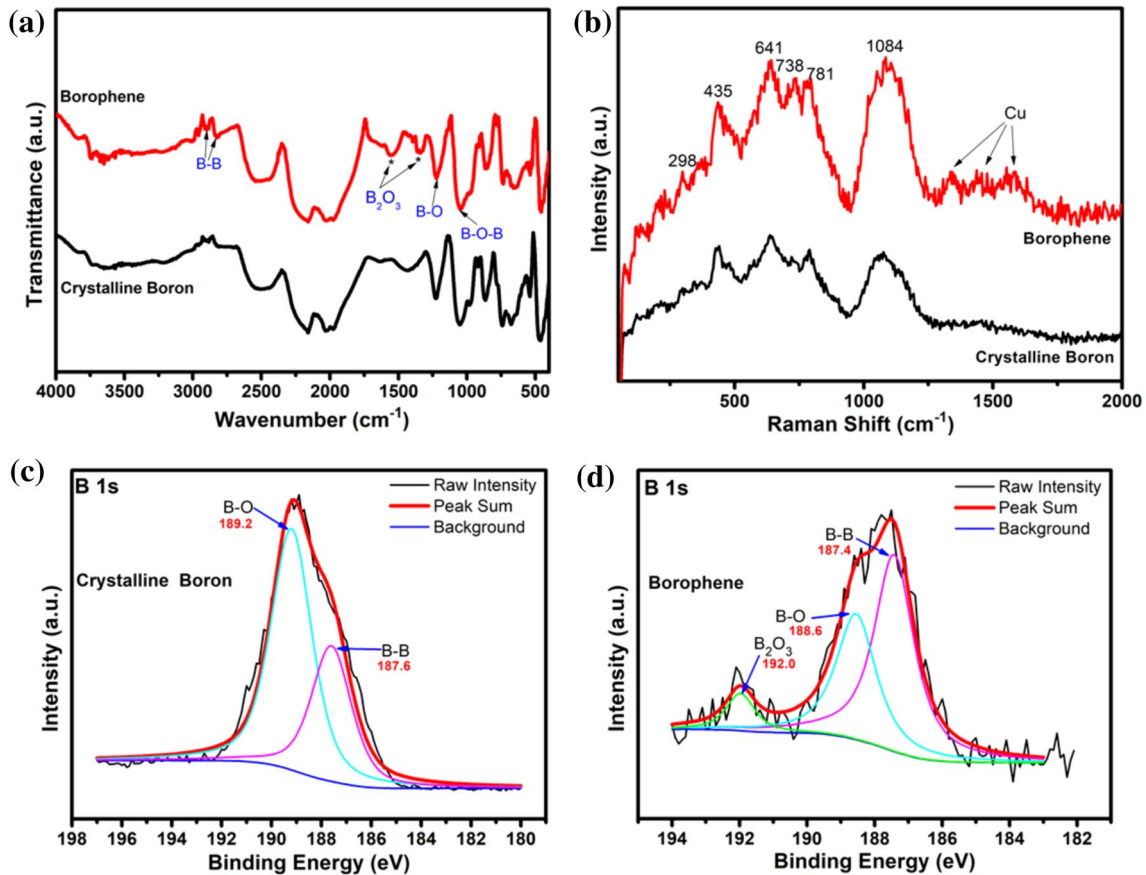 (a)
Transmittance (a.u.)
Borophene
B-B
B₂O₃
*
*
B-O
B-O-B
Crystalline Boron
4000 3500 3000 2500 2000 1500 1000 500
Wavenumber (cm⁻¹)
(b)
Intensity (a.u.)
298
435
641
738
781
1084
Cu
Borophene
Crystalline Boron
500 1000 1500 2000
Raman Shift (cm⁻¹)
(c)
Intensity (a.u.)
B 1s
Raw Intensity
Peak Sum
Background
B-O
189.2
Crystalline Boron
B-B
187.6
198 196 194 192 190 188 186 184 182 180
Binding Energy (eV)
(d)
Intensity (a.u.)
B 1s
Raw Intensity
Peak Sum
Background
B-B
187.4
Borophene
B-O
188.6
B₂O₃
192.0
194 192 190 188 186 184 182
Binding Energy (eV)